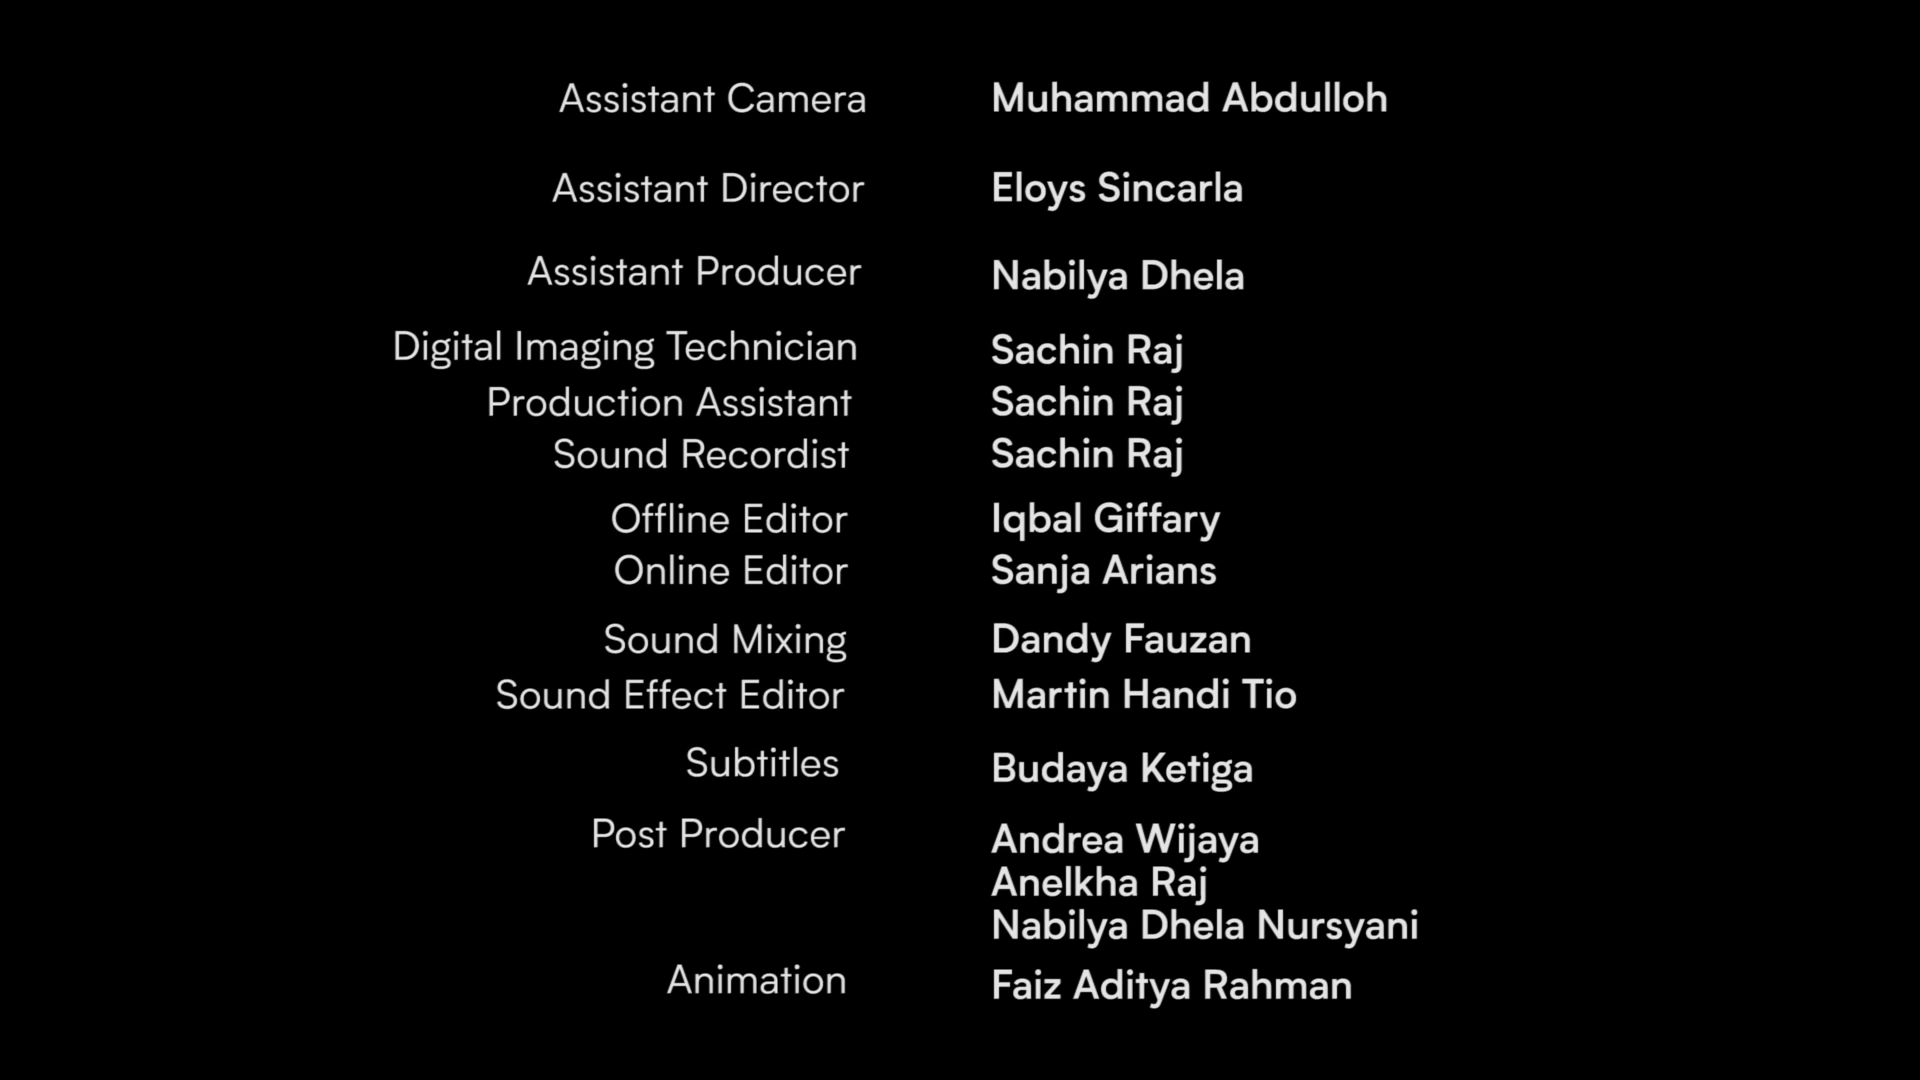 Assistant Camera Muhammad Abdulloh
Assistant Director Eloys Sincarla
Assistant Producer Nabilya Dhela
Digital Imaging Technician Sachin Raj
Production Assistant Sachin Raj
Sound Recordist Sachin Raj
Offline Editor Iqbal Giffary
Online Editor Sanja Arians
Sound Mixing Dandy Fauzan
Sound Effect Editor Martin Handi Tio
Subtitles Budaya Ketiga
Post Producer Andrea Wijaya
Anelkha Raj
Nabilya Dhela Nursyani
Animation Faiz Aditya Rahman